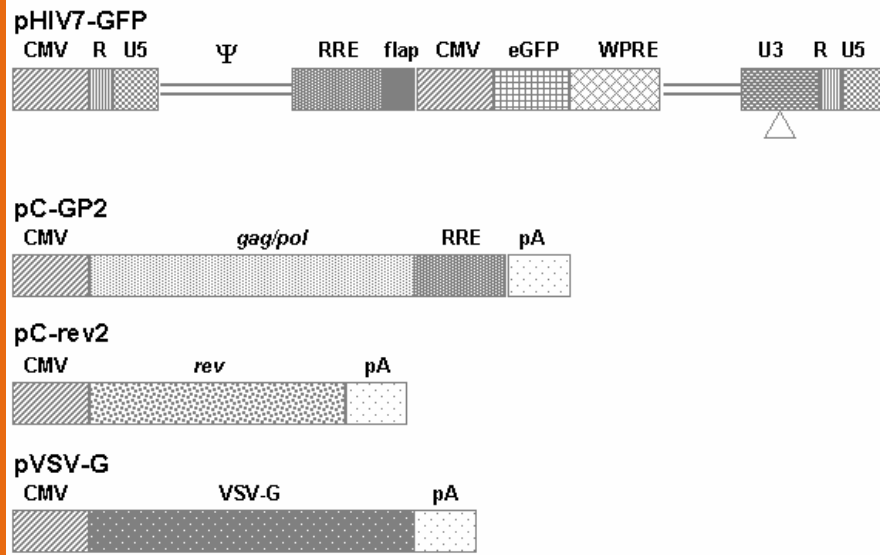 pHIV7-GFP
CMV R U5 Ψ RRE flap CMV eGFP WPRE U3 R U5
pC-GP2
CMV gag/pol RRE pA
pC-rev2
CMV rev pA
pVSV-G
CMV VSV-G pA